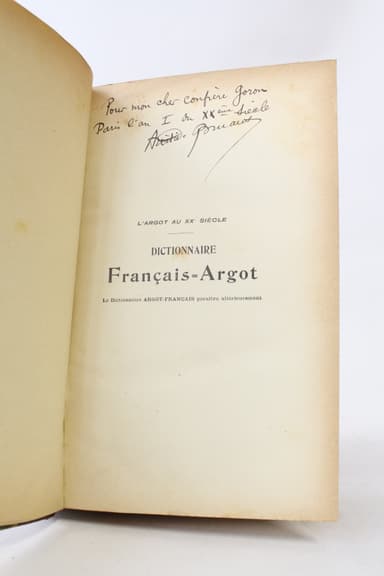 Pour mon cher confrère Goron
Paris l'an I du XXème siècle
Aristide Bruant
L'ARGOT AU XXe SIÈCLE
DICTIONNAIRE
Français=Argot
Le Dictionnaire ARGOT-FRANÇAIS paraîtra ultérieurement